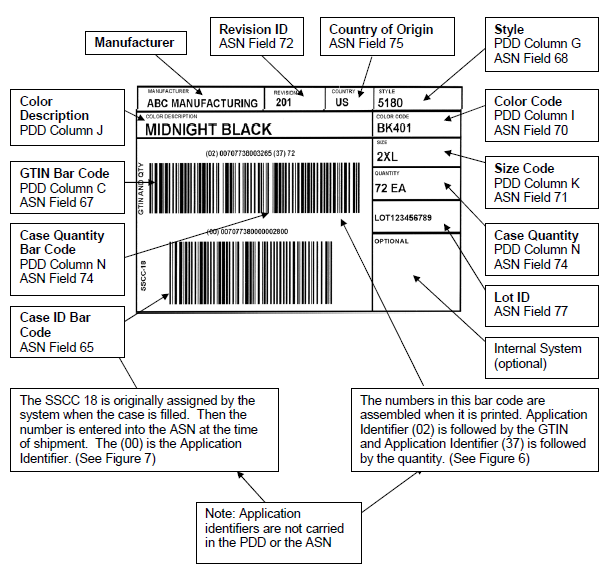 Manufacturer
Revision ID
ASN Field 72
Country of Origin
ASN Field 75
Style
PDD Column G
ASN Field 68
Color
Description
PDD Column J
GTIN Bar Code
PDD Column C
ASN Field 67
Case Quantity
Bar Code
PDD Column N
ASN Field 74
Case ID Bar
Code
ASN Field 65
MANUFACTURER
ABC MANUFACTURING
REVISION
201
COUNTRY
US
STYLE
5180
COLOR DESCRIPTION
MIDNIGHT BLACK
COLOR CODE
BK401
SIZE
2XL
QUANTITY
72 EA
LOT123456789
OPTIONAL
(02) 00707738003265 (37) 72
GTIN AND QTY
(00) 007077380000002800
SSCC-18
Color Code
PDD Column I
ASN Field 70
Size Code
PDD Column K
ASN Field 71
Case Quantity
PDD Column N
ASN Field 74
Lot ID
ASN Field 77
Internal System
(optional)
The SSCC 18 is originally assigned by the
system when the case is filled. Then the
number is entered into the ASN at the time
of shipment. The (00) is the Application
Identifier. (See Figure 7)
The numbers in this bar code are
assembled when it is printed. Application
Identifier (02) is followed by the GTIN
and Application Identifier (37) is followed
by the quantity. (See Figure 6)
Note: Application
identifiers are not carried
in the PDD or the ASN